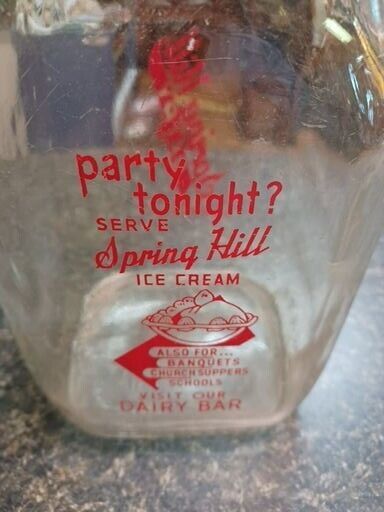 party
tonight?
SERVE
Spring Hill
ICE CREAM
ALSO FOR...
BANQUETS
CHURCH SUPPERS
SCHOOLS
VISIT OUR
DAIRY BAR